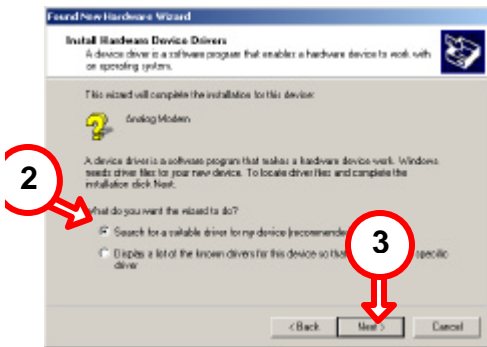 Found New Hardware Wizard
Install Hardware Device Drivers
A device driver is a software program that enables a hardware device to work with
an operating system.
This wizard will complete the installation for this device:
Analog Modem
A device driver is a software program that makes a hardware device work. Windows
needs driver files for your new device. To locate driver files and complete the
installation click Next.
2
What do you want the wizard to do?
Search for a suitable driver for my device (recommended
3
Display a list of the known drivers for this device so that specific
driver
< Back
Next >
Cancel